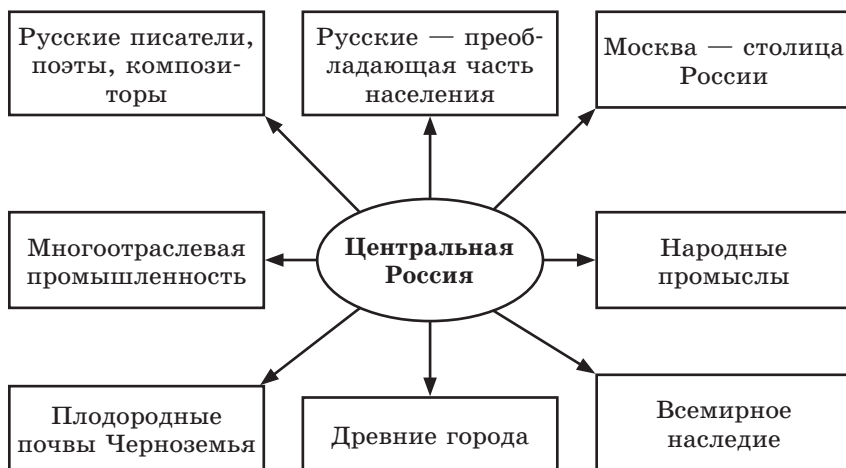 Русские писатели,
поэты, компози-
торы
Русские — преоб-
ладающая часть
населения
Москва — столица
России
Многоотраслевая
промышленность
Центральная
Россия
Народные
промыслы
Плодородные
почвы Черноземья
Древние города
Всемирное
наследие